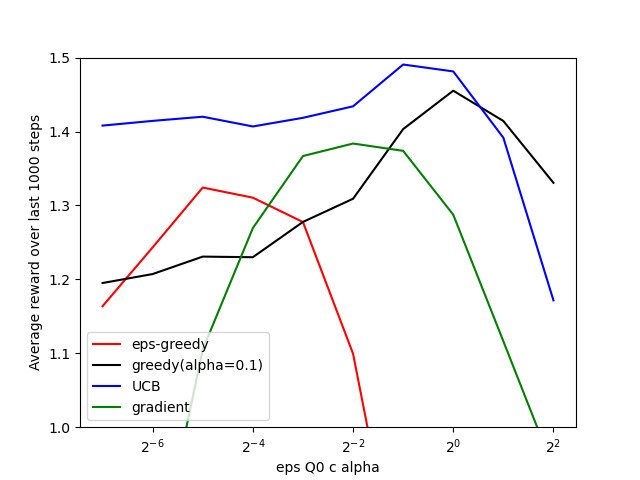 1.5
1.4
1.3
1.2
1.1
1.0
Average reward over last 1000 steps
eps-greedy
greedy(alpha=0.1)
UCB
gradient
2⁻⁶ 2⁻⁴ 2⁻² 2⁰ 2²
eps Q0 c alpha